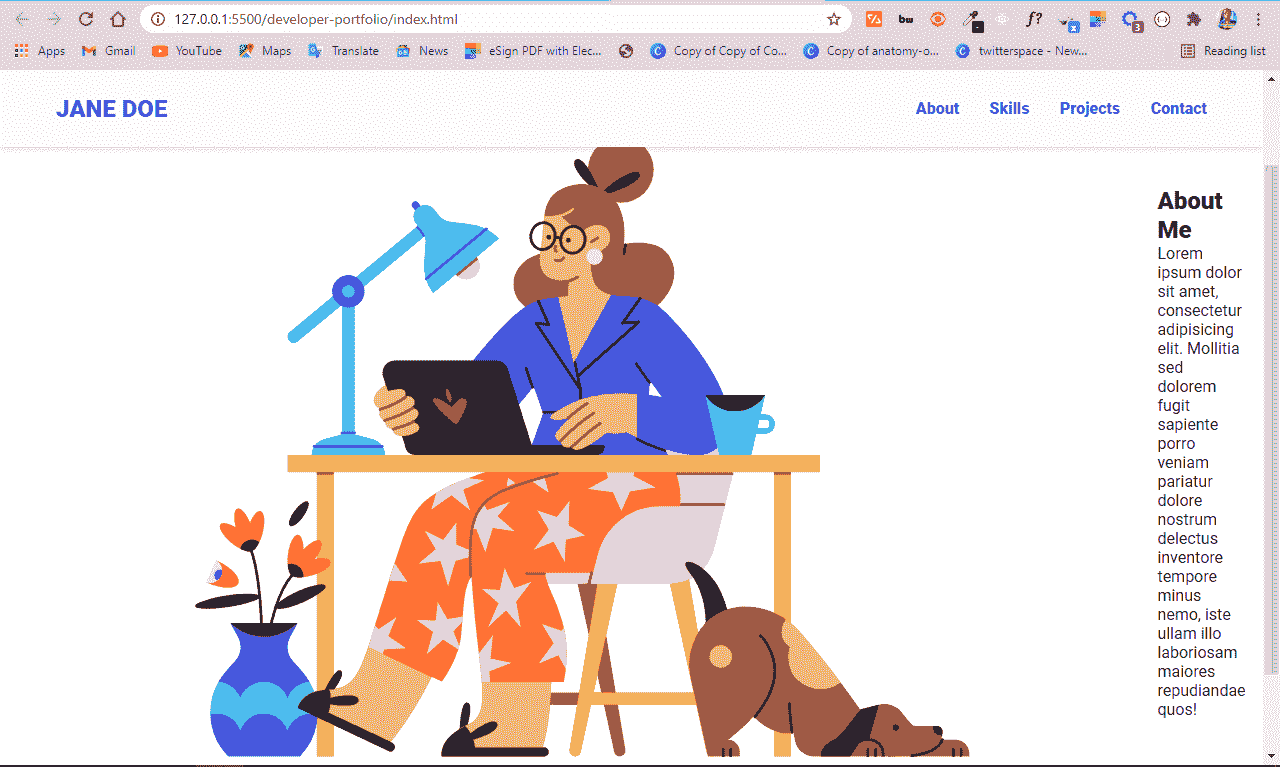 127.0.0.1:5500/developer-portfolio/index.html
bw
f?
3
Apps Gmail YouTube Maps Translate News eSign PDF with Elec... Copy of Copy of Co... Copy of anatomy-o... twitterspace - New... Reading list
JANE DOE About Skills Projects Contact
About
Me
Lorem
ipsum dolor
sit amet,
consectetur
adipisicing
elit. Mollitia
sed
dolorem
fugit
sapiente
porro
veniam
pariatur
dolore
nostrum
delectus
inventore
tempore
minus
nemo, iste
ullam illo
laboriosam
maiores
repudiandae
quos!